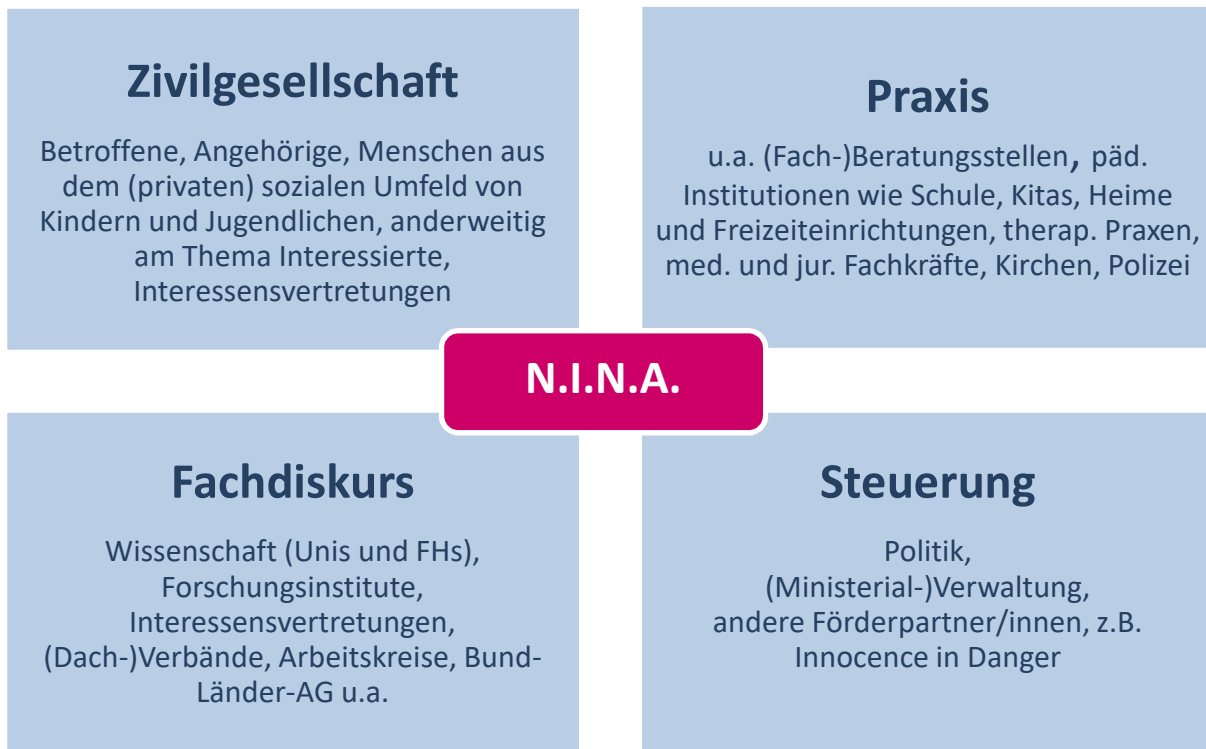 Zivilgesellschaft
Betroffene, Angehörige, Menschen aus
dem (privaten) sozialen Umfeld von
Kindern und Jugendlichen, anderweitig
am Thema Interessierte,
Interessensvertretungen
Praxis
u.a. (Fach-)Beratungsstellen, päd.
Institutionen wie Schule, Kitas, Heime
und Freizeiteinrichtungen, therap. Praxen,
med. und jur. Fachkräfte, Kirchen, Polizei
N.I.N.A.
Fachdiskurs
Wissenschaft (Unis und FHs),
Forschungsinstitute,
Interessensvertretungen,
(Dach-)Verbände, Arbeitskreise, Bund-
Länder-AG u.a.
Steuerung
Politik,
(Ministerial-)Verwaltung,
andere Förderpartner/innen, z.B.
Innocence in Danger